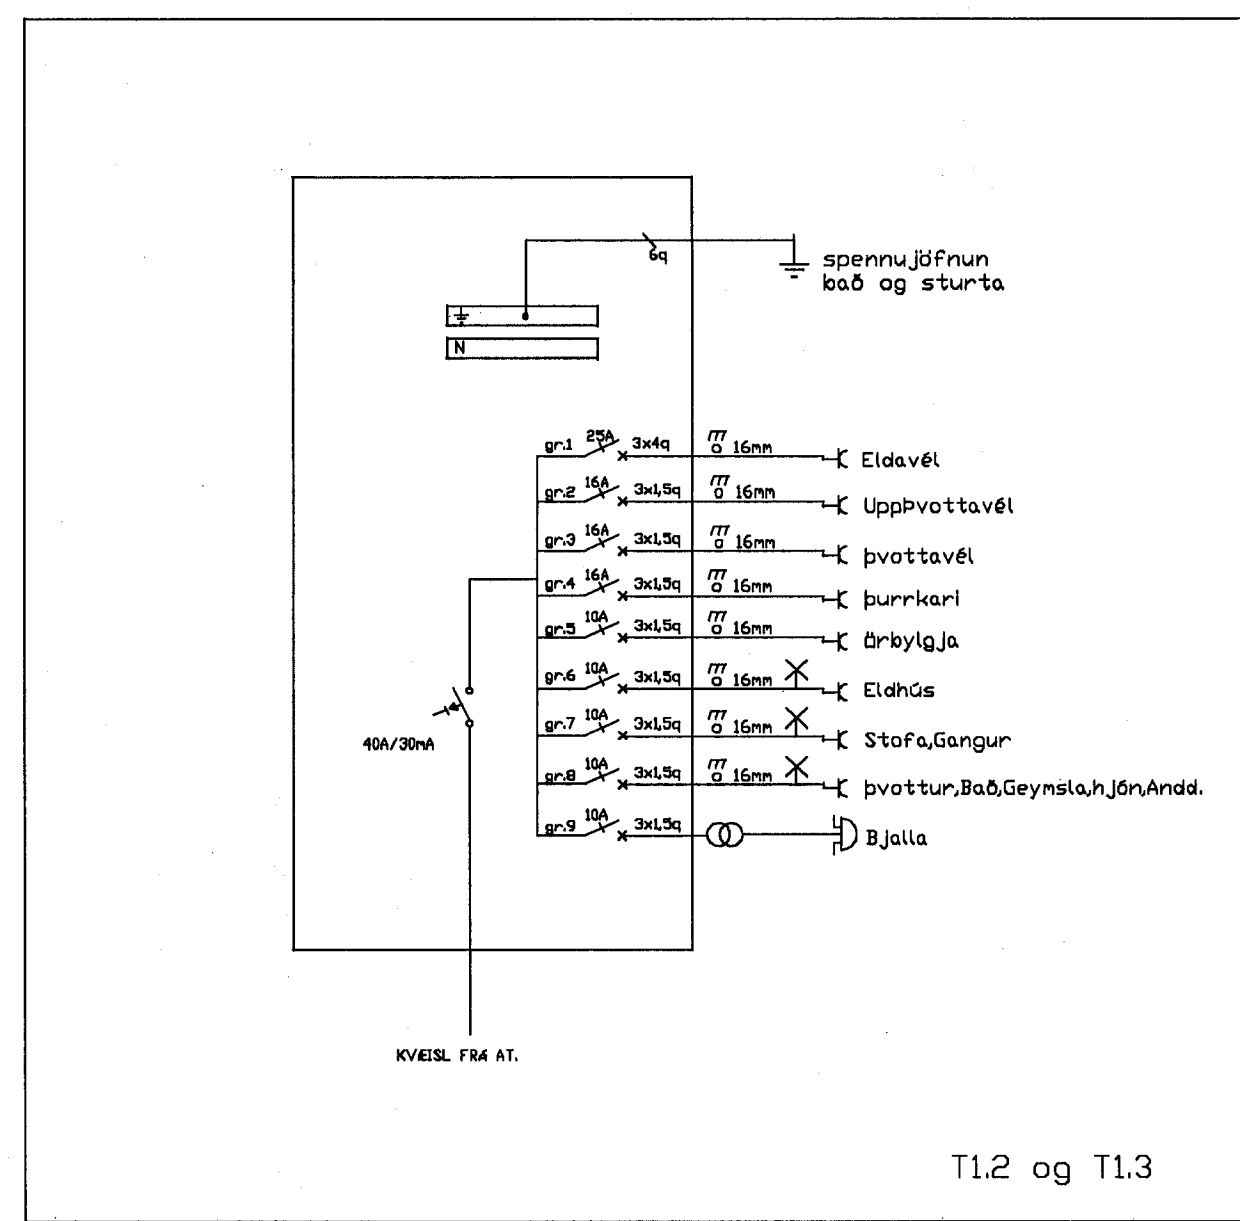 6q
spennujöfnun
bað og sturta
N
gr.1 25A 3x4q 16mm Eldavél
gr.2 16A 3x1,5q 16mm Uppþvottavél
gr.3 16A 3x1,5q 16mm þvottavél
gr.4 16A 3x1,5q 16mm þurrkari
gr.5 10A 3x1,5q 16mm örbylgja
gr.6 10A 3x1,5q 16mm Eldhús
gr.7 10A 3x1,5q 16mm Stofa,Gangur
gr.8 10A 3x1,5q 16mm þvottur,Bað,Geymsla,hjón,Andd.
gr.9 10A 3x1,5q Bjalla
40A/30mA
KVÆISL FRÁ AT.
T1.2 og T1.3